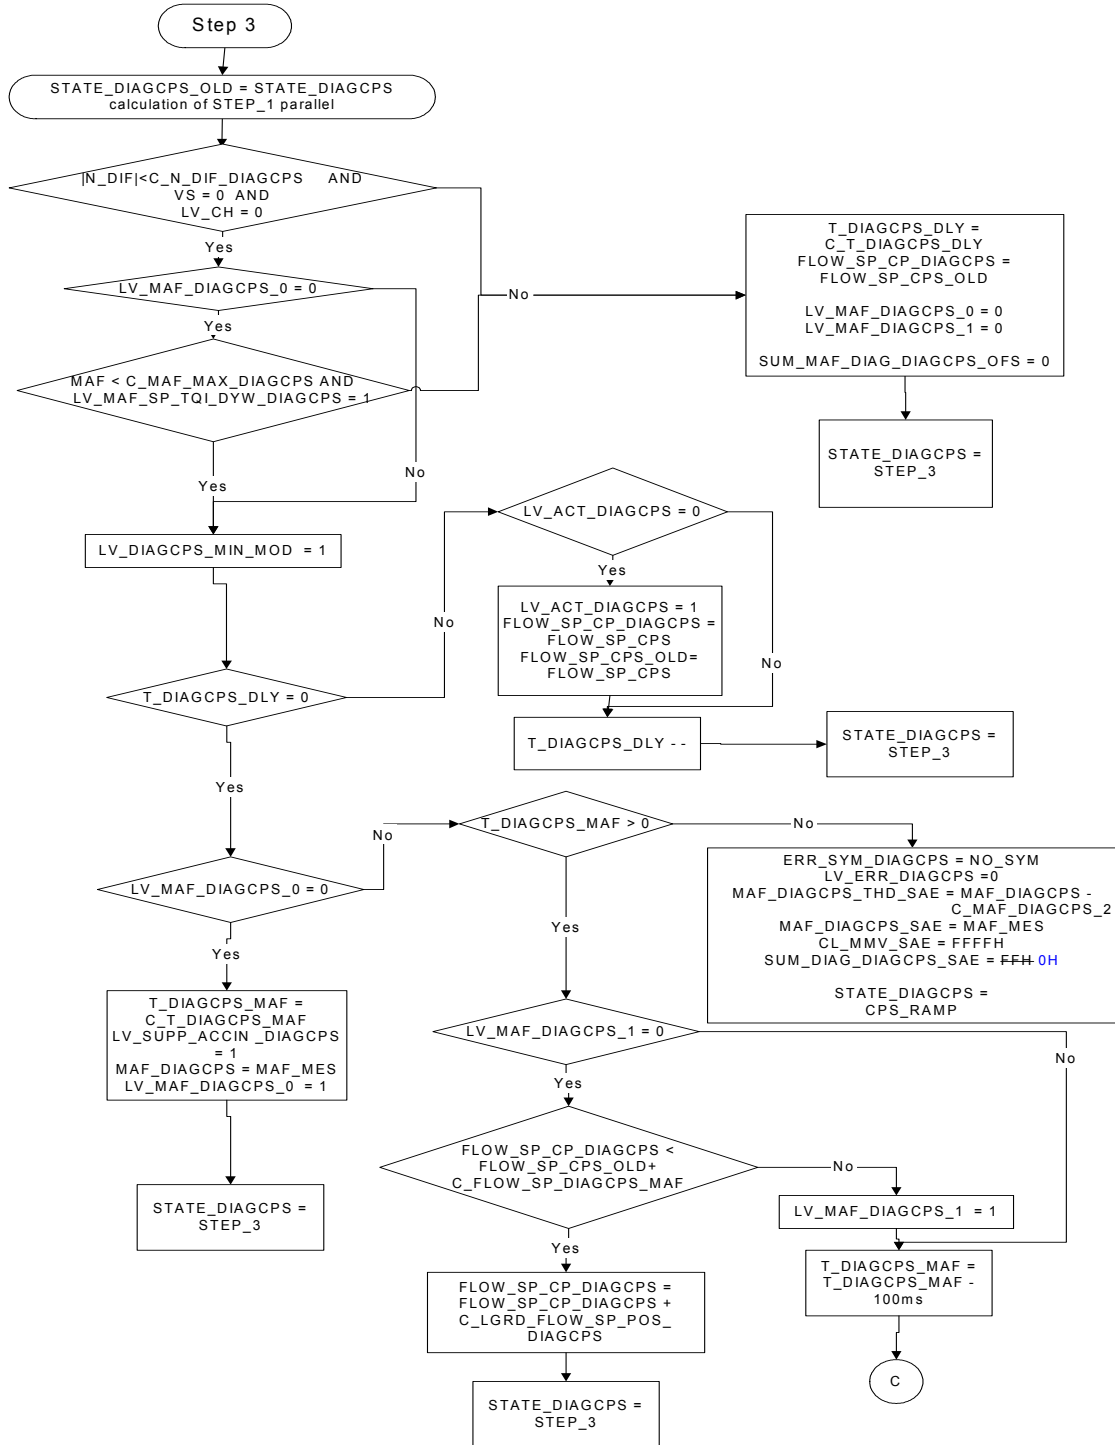 Step 3
STATE_DIAGCPS_OLD = STATE_DIAGCPS
calculation of STEP_1 parallel
|N_DIF|<C_N_DIF_DIAGCPS AND
VS = 0 AND
LV_CH = 0
Yes
No
T_DIAGCPS_DLY =
C_T_DIAGCPS_DLY
FLOW_SP_CP_DIAGCPS =
FLOW_SP_CPS_OLD
LV_MAF_DIAGCPS_0 = 0
LV_MAF_DIAGCPS_1 = 0
SUM_MAF_DIAG_DIAGCPS_OFS = 0
STATE_DIAGCPS =
STEP_3
LV_MAF_DIAGCPS_0 = 0
Yes
No
MAF < C_MAF_MAX_DIAGCPS AND
LV_MAF_SP_TQI_DYW_DIAGCPS = 1
Yes
LV_DIAGCPS_MIN_MOD = 1
T_DIAGCPS_DLY = 0
No
LV_ACT_DIAGCPS = 0
Yes
No
LV_ACT_DIAGCPS = 1
FLOW_SP_CP_DIAGCPS =
FLOW_SP_CPS
FLOW_SP_CPS_OLD=
FLOW_SP_CPS
T_DIAGCPS_DLY - -
STATE_DIAGCPS =
STEP_3
Yes
LV_MAF_DIAGCPS_0 = 0
No
T_DIAGCPS_MAF > 0
No
ERR_SYM_DIAGCPS = NO_SYM
LV_ERR_DIAGCPS =0
MAF_DIAGCPS_THD_SAE = MAF_DIAGCPS -
C_MAF_DIAGCPS_2
MAF_DIAGCPS_SAE = MAF_MES
CL_MMV_SAE = FFFFH
SUM_DIAG_DIAGCPS_SAE = FFH 0H
STATE_DIAGCPS =
CPS_RAMP
Yes
T_DIAGCPS_MAF =
C_T_DIAGCPS_MAF
LV_SUPP_ACCIN _DIAGCPS
= 1
MAF_DIAGCPS = MAF_MES
LV_MAF_DIAGCPS_0 = 1
STATE_DIAGCPS =
STEP_3
Yes
LV_MAF_DIAGCPS_1 = 0
No
Yes
FLOW_SP_CP_DIAGCPS <
FLOW_SP_CPS_OLD+
C_FLOW_SP_DIAGCPS_MAF
No
LV_MAF_DIAGCPS_1 = 1
T_DIAGCPS_MAF =
T_DIAGCPS_MAF -
100ms
C
Yes
FLOW_SP_CP_DIAGCPS =
FLOW_SP_CP_DIAGCPS +
C_LGRD_FLOW_SP_POS_
DIAGCPS
STATE_DIAGCPS =
STEP_3